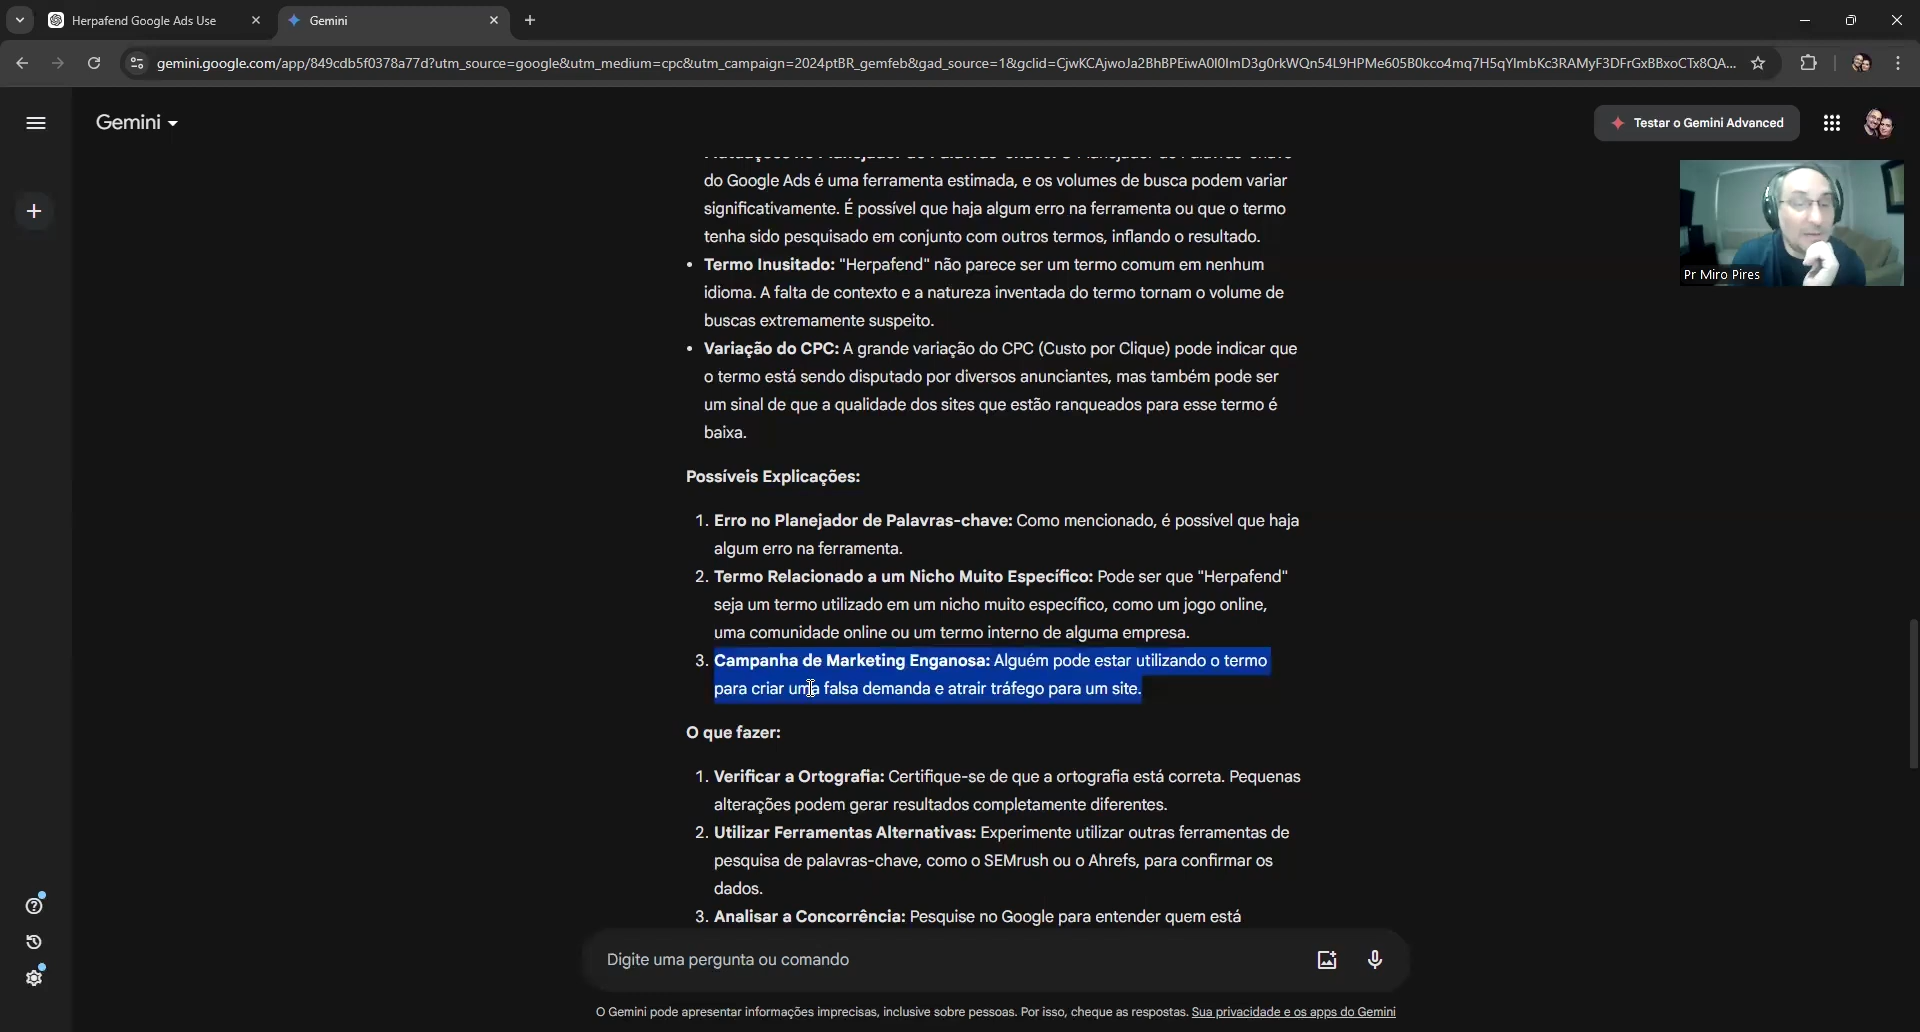 Herpafend Google Ads Use
Gemini
gemini.google.com/app/849cdb5f0378a77d?utm_source=google&utm_medium=cpc&utm_campaign=2024ptBR_gemfeb&gad_source=1&gclid=CjwKCAjwoJa2BhBPEiwA0I0ImD3g0rkWQn54L9HPMe605B0kco4mq7H5qYImbKc3RAMyF3DFrGxBBxoCTx8QA...
Gemini
Testar o Gemini Advanced
do Google Ads é uma ferramenta estimada, e os volumes de busca podem variar
significativamente. É possível que haja algum erro na ferramenta ou que o termo
tenha sido pesquisado em conjunto com outros termos, inflando o resultado.
• Termo Inusitado: "Herpafend" não parece ser um termo comum em nenhum
idioma. A falta de contexto e a natureza inventada do termo tornam o volume de
buscas extremamente suspeito.
• Variação do CPC: A grande variação do CPC (Custo por Clique) pode indicar que
o termo está sendo disputado por diversos anunciantes, mas também pode ser
um sinal de que a qualidade dos sites que estão ranqueados para esse termo é
baixa.
Possíveis Explicações:
1. Erro no Planejador de Palavras-chave: Como mencionado, é possível que haja
algum erro na ferramenta.
2. Termo Relacionado a um Nicho Muito Específico: Pode ser que "Herpafend"
seja um termo utilizado em um nicho muito específico, como um jogo online,
uma comunidade online ou um termo interno de alguma empresa.
3. Campanha de Marketing Enganosa: Alguém pode estar utilizando o termo
para criar uma falsa demanda e atrair tráfego para um site.
O que fazer:
1. Verificar a Ortografia: Certifique-se de que a ortografia está correta. Pequenas
alterações podem gerar resultados completamente diferentes.
2. Utilizar Ferramentas Alternativas: Experimente utilizar outras ferramentas de
pesquisa de palavras-chave, como o SEMrush ou o Ahrefs, para confirmar os
dados.
3. Analisar a Concorrência: Pesquise no Google para entender quem está
Digite uma pergunta ou comando
O Gemini pode apresentar informações imprecisas, inclusive sobre pessoas. Por isso, cheque as respostas. Sua privacidade e os apps do Gemini
Pr Miro Pires